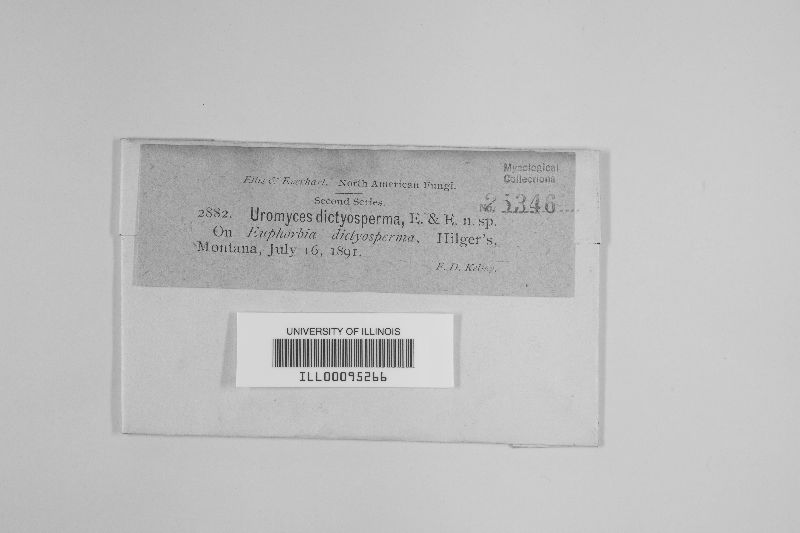 Ellis & Everhart. North American Fungi.
Second Series.
Mycological
Collections
No. 25346
2882. Uromyces dictyosperma, E. & E. n. sp.
On Euphorbia dictyosperma, Hilger's,
Montana, July 16, 1891.
F. D. Kelsey.
UNIVERSITY OF ILLINOIS
ILL00095266